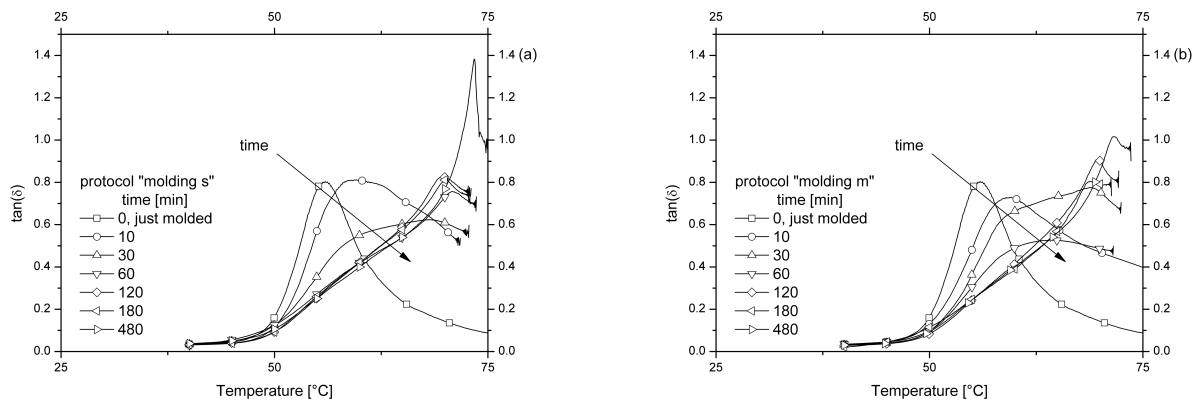 25 50 75
1.4 1.4 (a)
1.2 1.2
1.0 1.0
time
0.8 protocol "molding s" 0.8
time [min]
0.6 0, just molded 0.6
10
0.4 30 0.4
60
0.2 120 0.2
180
480
0.0 0.0
25 50 75
tan(δ)
Temperature [°C]
25 50 75
1.4 1.4 (b)
1.2 1.2
1.0 1.0
time
0.8 protocol "molding m" 0.8
time [min]
0.6 0, just molded 0.6
10
0.4 30 0.4
60
0.2 120 0.2
180
480
0.0 0.0
25 50 75
tan(δ)
Temperature [°C]